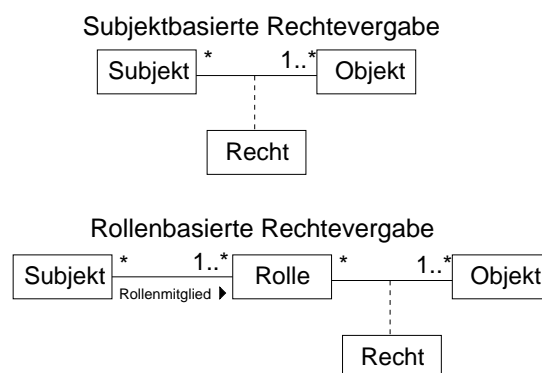 Subjektbasierte Rechtevergabe
Subjekt * 1..* Objekt
Recht
Rollenbasierte Rechtevergabe
Subjekt * 1..* Rolle * 1..* Objekt
Rollenmitglied
Recht